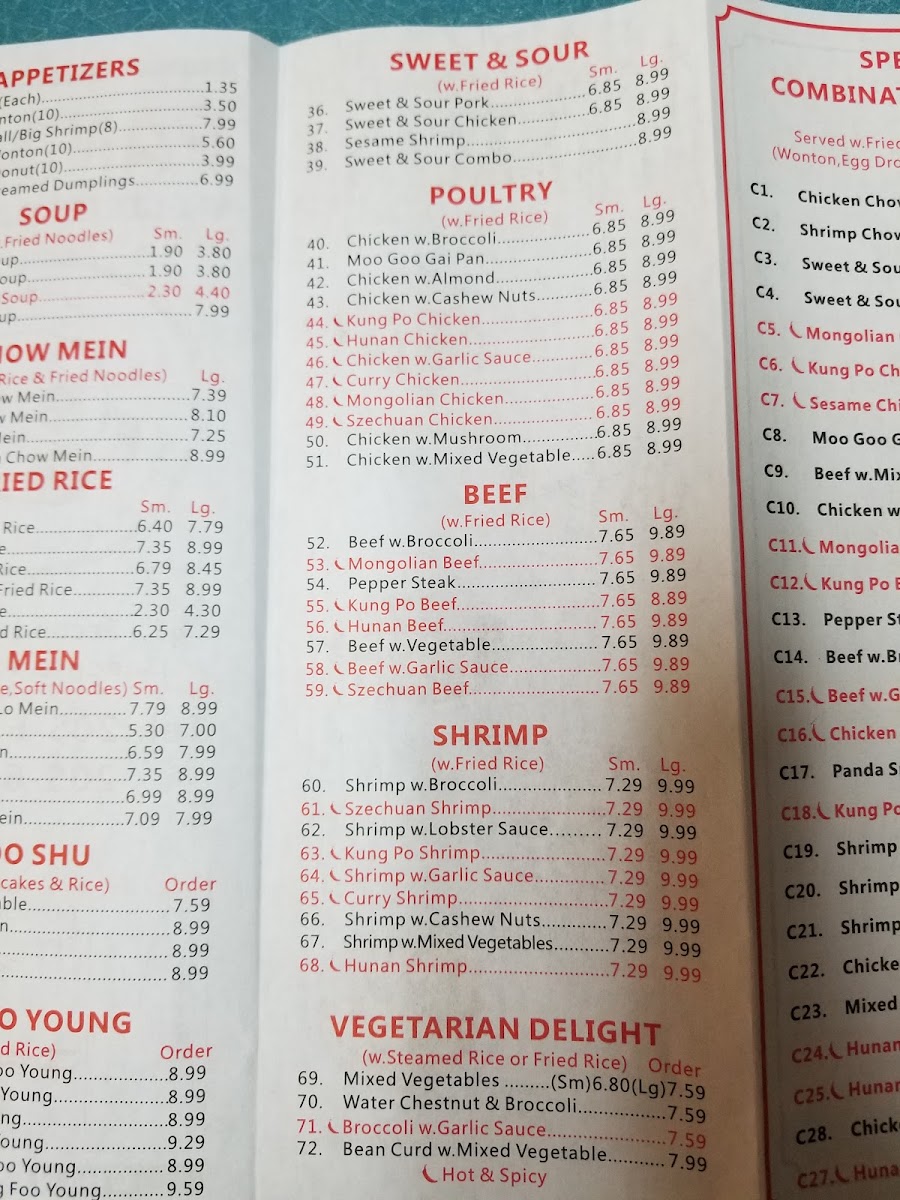 APPETIZERS
(Each)..........1.35
nton(10)..........3.50
all/Big Shrimp(8)..........7.99
Vonton(10)..........5.60
onut(10)..........3.99
eamed Dumplings..........6.99
SOUP
Fried Noodles) Sm. Lg.
oup..........1.90 3.80
oup..........1.90 3.80
Soup..........2.30 4.40
up..........7.99
HOW MEIN
Rice & Fried Noodles) Lg.
w Mein..........7.39
w Mein..........8.10
Mein..........7.25
Chow Mein..........8.99
IED RICE
Sm. Lg.
Rice..........6.40 7.79
e..........7.35 8.99
Rice..........6.79 8.45
Fried Rice..........7.35 8.99
e..........2.30 4.30
d Rice..........6.25 7.29
MEIN
e,Soft Noodles) Sm. Lg.
Lo Mein..........7.79 8.99
..........5.30 7.00
n..........6.59 7.99
..........7.35 8.99
..........6.99 8.99
ein..........7.09 7.99
OO SHU
cakes & Rice) Order
able..........7.59
n..........8.99
..........8.99
..........8.99
O YOUNG
d Rice) Order
oo Young..........8.99
Young..........8.99
ng..........8.99
Young..........9.29
oo Young..........8.99
g Foo Young..........9.59
SWEET & SOUR
(w.Fried Rice) Sm. Lg.
36. Sweet & Sour Pork..........6.85 8.99
37. Sweet & Sour Chicken..........6.85 8.99
38. Sesame Shrimp..........8.99
39. Sweet & Sour Combo..........8.99
POULTRY
(w.Fried Rice) Sm. Lg.
40. Chicken w.Broccoli..........6.85 8.99
41. Moo Goo Gai Pan..........6.85 8.99
42. Chicken w.Almond..........6.85 8.99
43. Chicken w.Cashew Nuts..........6.85 8.99
44. Kung Po Chicken..........6.85 8.99
45. Hunan Chicken..........6.85 8.99
46. Chicken w.Garlic Sauce..........6.85 8.99
47. Curry Chicken..........6.85 8.99
48. Mongolian Chicken..........6.85 8.99
49. Szechuan Chicken..........6.85 8.99
50. Chicken w.Mushroom..........6.85 8.99
51. Chicken w.Mixed Vegetable.....6.85 8.99
BEEF
(w.Fried Rice) Sm. Lg.
52. Beef w.Broccoli..........7.65 9.89
53. Mongolian Beef..........7.65 9.89
54. Pepper Steak..........7.65 9.89
55. Kung Po Beef..........7.65 8.89
56. Hunan Beef..........7.65 9.89
57. Beef w.Vegetable..........7.65 9.89
58. Beef w.Garlic Sauce..........7.65 9.89
59. Szechuan Beef..........7.65 9.89
SHRIMP
(w.Fried Rice) Sm. Lg.
60. Shrimp w.Broccoli..........7.29 9.99
61. Szechuan Shrimp..........7.29 9.99
62. Shrimp w.Lobster Sauce.........7.29 9.99
63. Kung Po Shrimp..........7.29 9.99
64. Shrimp w.Garlic Sauce..........7.29 9.99
65. Curry Shrimp..........7.29 9.99
66. Shrimp w.Cashew Nuts..........7.29 9.99
67. Shrimp w.Mixed Vegetables..........7.29 9.99
68. Hunan Shrimp..........7.29 9.99
VEGETARIAN DELIGHT
(w.Steamed Rice or Fried Rice) Order
69. Mixed Vegetables .........(Sm)6.80(Lg)7.59
70. Water Chestnut & Broccoli..........7.59
71. Broccoli w.Garlic Sauce..........7.59
72. Bean Curd w.Mixed Vegetable..........7.99
Hot & Spicy
SPE
COMBINAT
Served w.Fried
(Wonton,Egg Dro
C1. Chicken Chow
C2. Shrimp Chow
C3. Sweet & Sou
C4. Sweet & Sou
C5. Mongolian
C6. Kung Po Ch
C7. Sesame Chi
C8. Moo Goo G
C9. Beef w.Mix
C10. Chicken w
C11. Mongolia
C12. Kung Po B
C13. Pepper St
C14. Beef w.Br
C15. Beef w.G
C16. Chicken
C17. Panda S
C18. Kung Po
C19. Shrimp
C20. Shrimp
C21. Shrimp
C22. Chicke
C23. Mixed
C24. Hunan
C25. Hunan
C28. Chick
C27. Huna